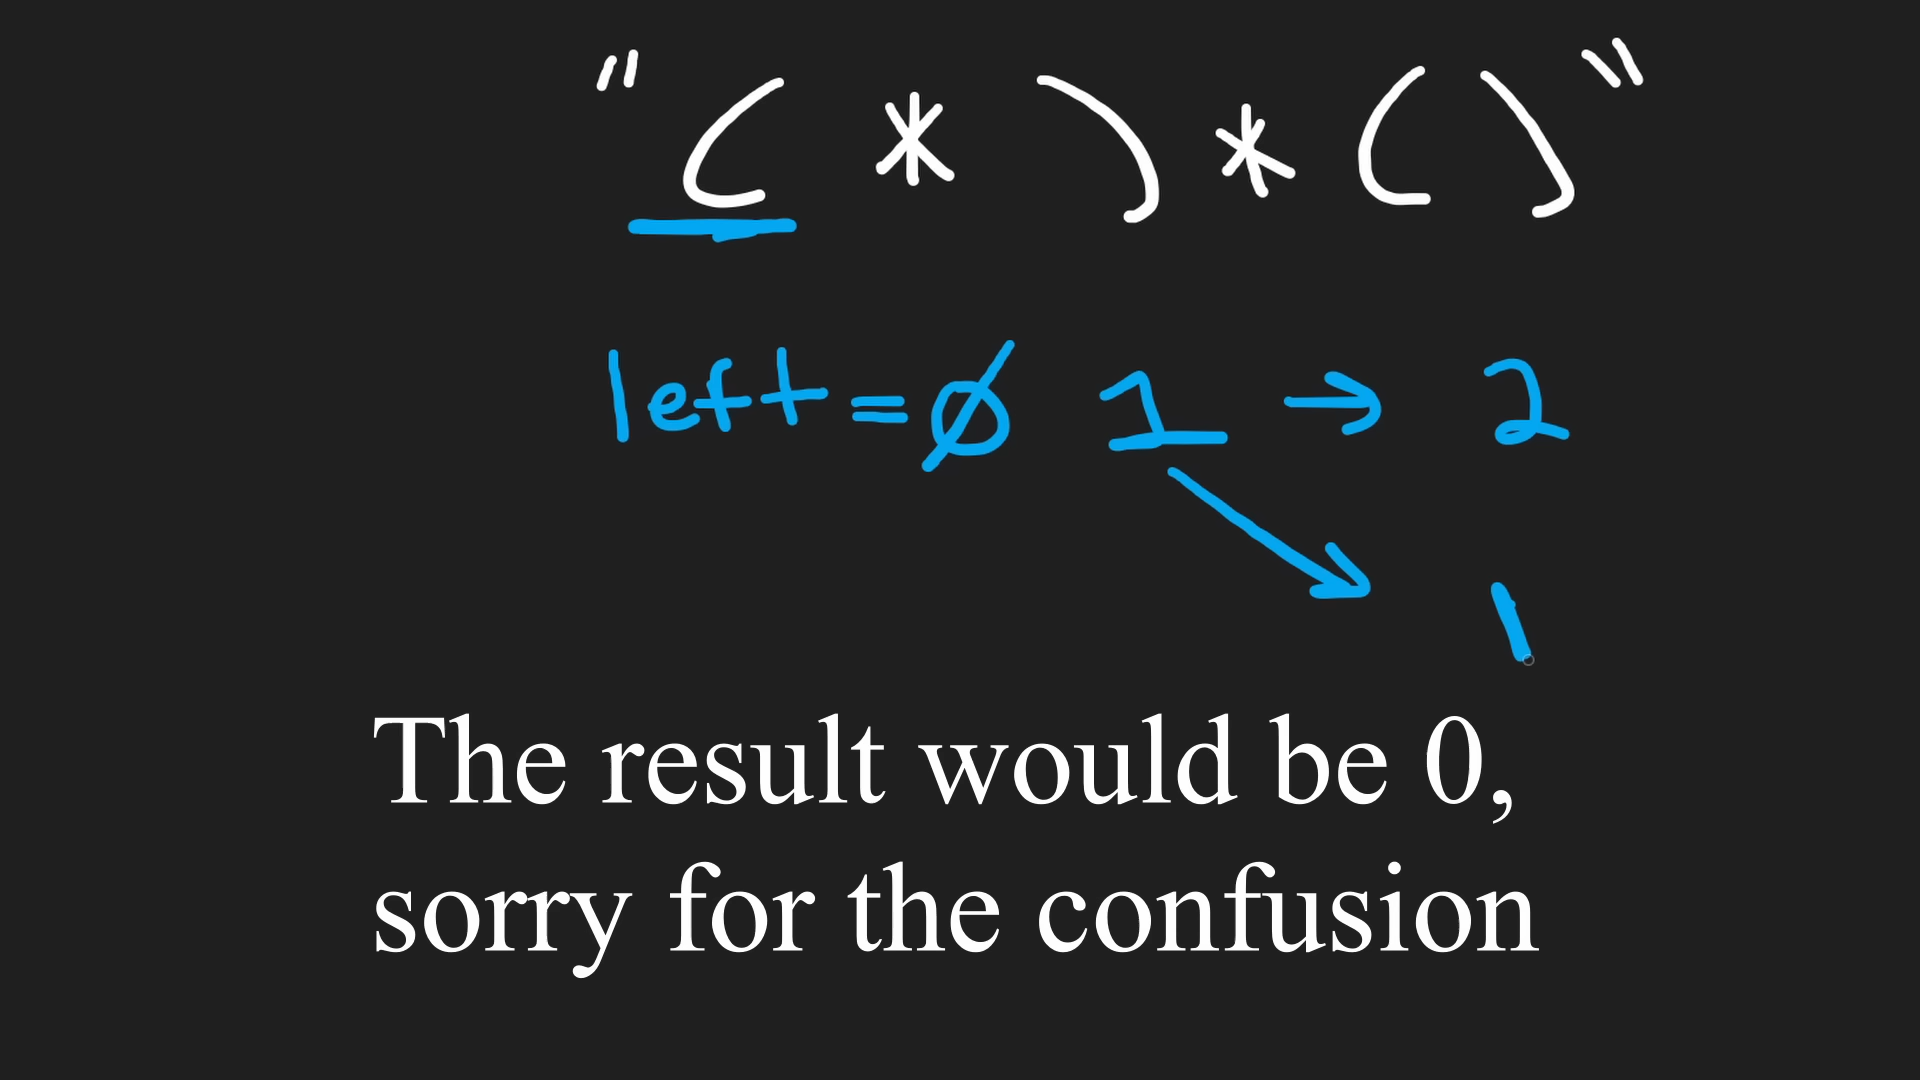 "(*)*()"
left=0 1 → 2
1
The result would be 0,
sorry for the confusion